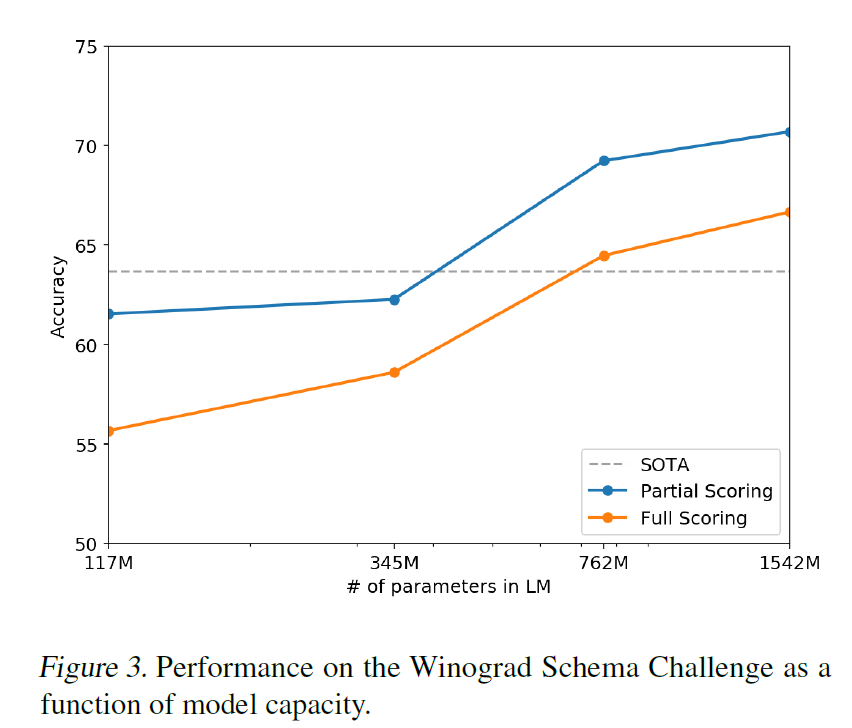 75
70
65
60
55
50
Accuracy
SOTA
Partial Scoring
Full Scoring
117M 345M 762M 1542M
# of parameters in LM
Figure 3. Performance on the Winograd Schema Challenge as a
function of model capacity.